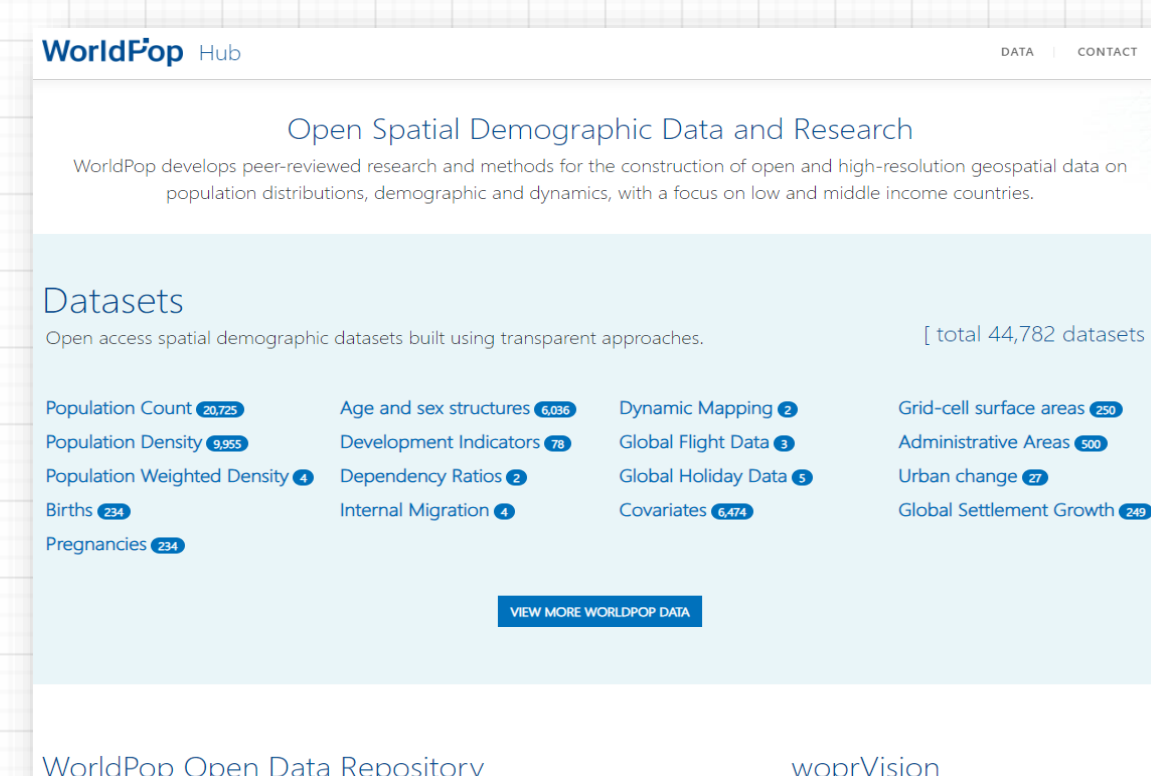 WorldPop Hub
DATA CONTACT
Open Spatial Demographic Data and Research
WorldPop develops peer-reviewed research and methods for the construction of open and high-resolution geospatial data on
population distributions, demographic and dynamics, with a focus on low and middle income countries.
Datasets
Open access spatial demographic datasets built using transparent approaches.
[ total 44,782 datasets
Population Count 20,725
Population Density 9,955
Population Weighted Density 4
Births 234
Pregnancies 234
Age and sex structures 6,036
Development Indicators 78
Dependency Ratios 2
Internal Migration 4
Dynamic Mapping 2
Global Flight Data 3
Global Holiday Data 5
Covariates 6,474
Grid-cell surface areas 250
Administrative Areas 500
Urban change 27
Global Settlement Growth 249
VIEW MORE WORLDPOP DATA
WorldPop Open Data Repository
woprVision